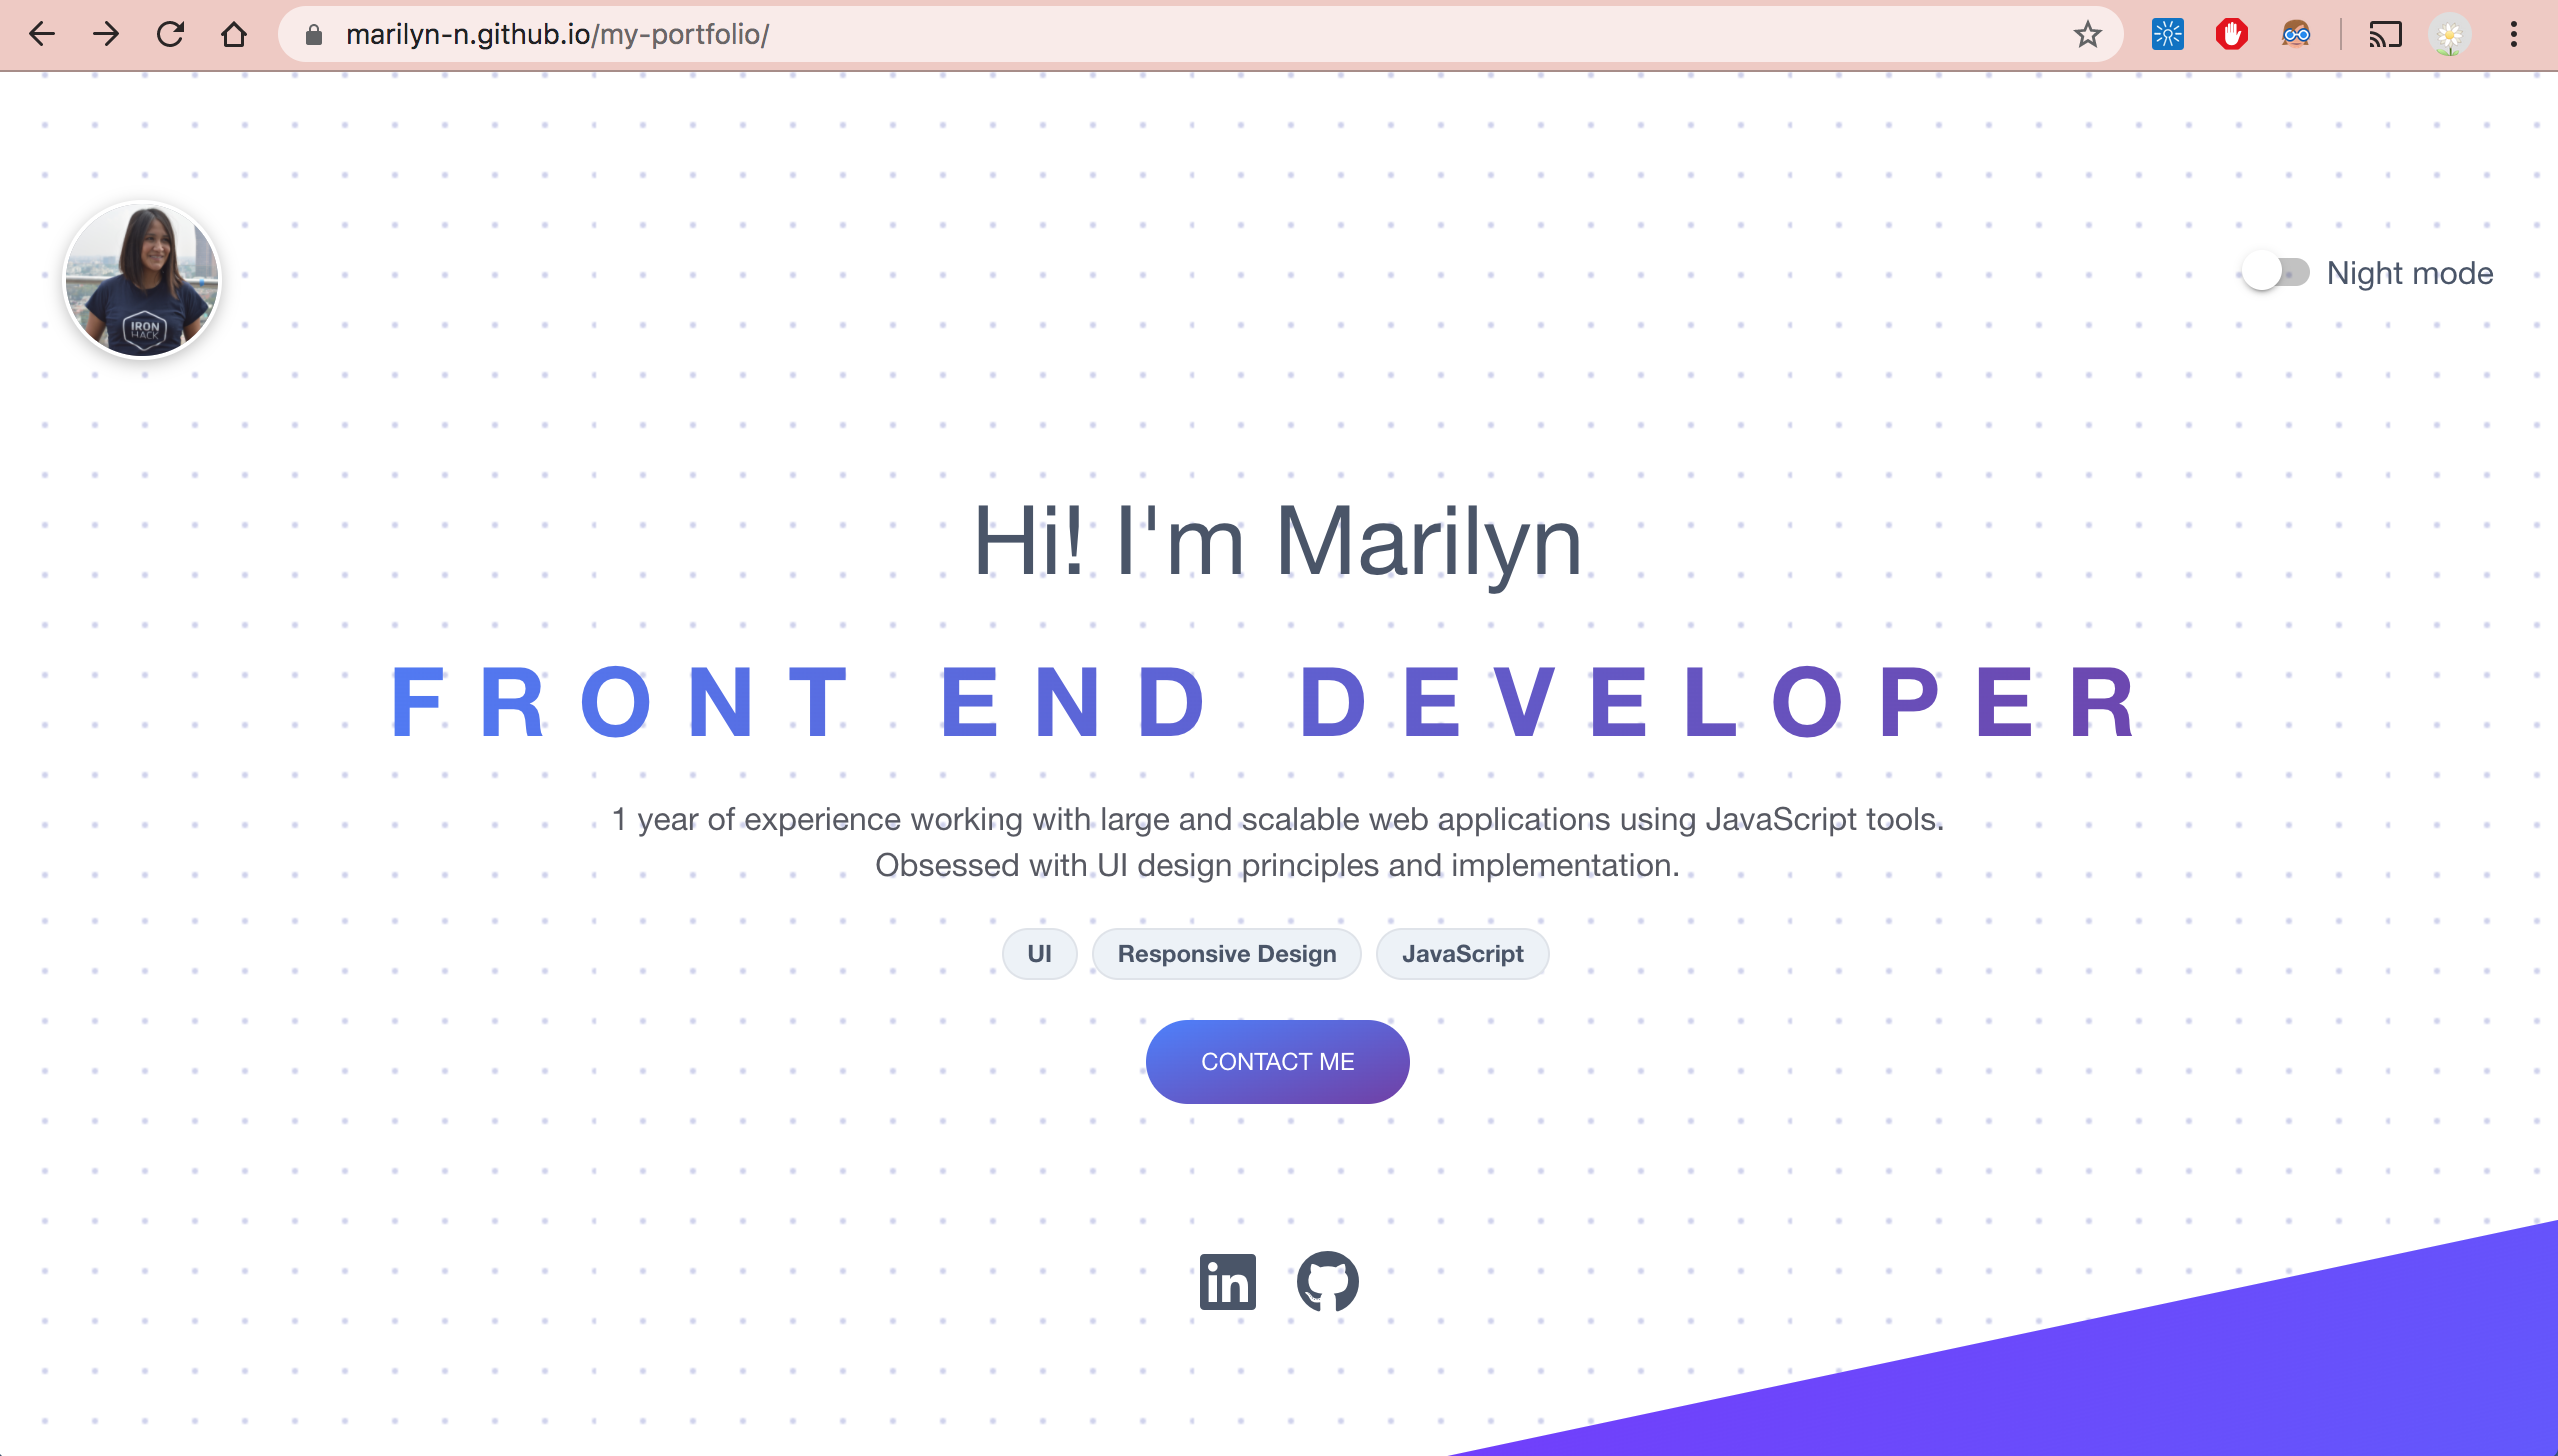 marilyn-n.github.io/my-portfolio/
IRON
HACK
Night mode
Hi! I'm Marilyn
FRONT END DEVELOPER
1 year of experience working with large and scalable web applications using JavaScript tools.
Obsessed with UI design principles and implementation.
UI
Responsive Design
JavaScript
CONTACT ME
in